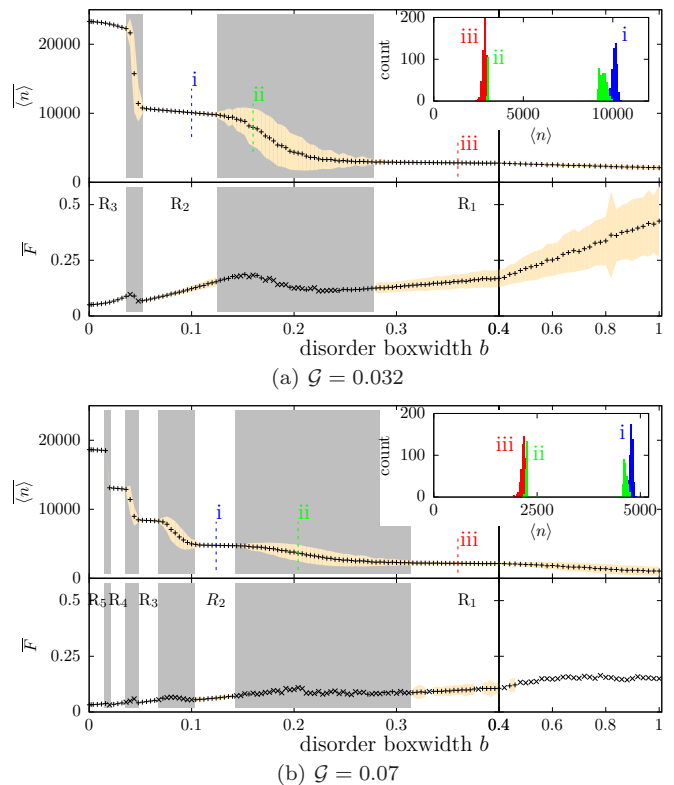 200
100
0
count
iii
ii
i
0
5000
10000
⟨n⟩
20000
10000
0
⟨n⟩
i
ii
iii
0.5
0.25
0
F
R3
R2
R1
0
0.1
0.2
0.3
0.4
0.4
0.6
0.8
1
disorder boxwidth b
(a) G = 0.032
200
100
0
count
iii
ii
i
0
2500
5000
⟨n⟩
20000
10000
0
⟨n⟩
i
ii
iii
0.5
0.25
0
F
R5
R4
R3
R2
R1
0
0.1
0.2
0.3
0.4
0.4
0.6
0.8
1
disorder boxwidth b
(b) G = 0.07